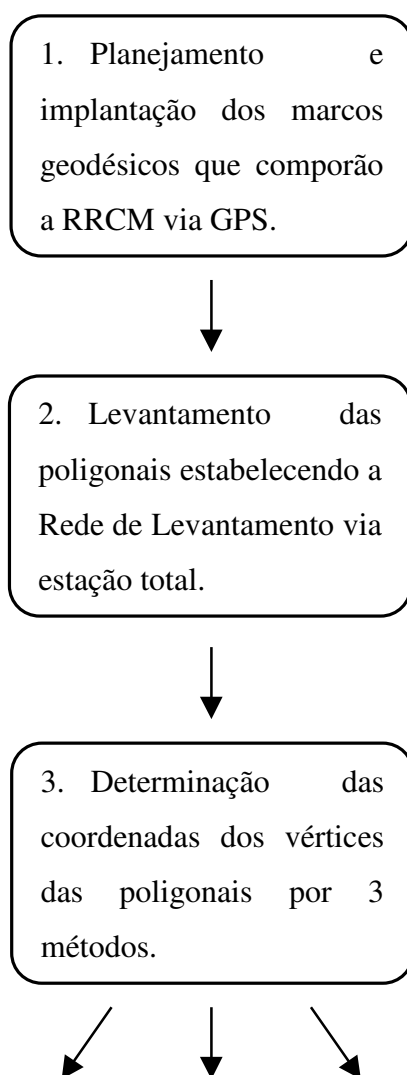 1. Planejamento e
implantação dos marcos
geodésicos que comporão
a RRCM via GPS.
2. Levantamento das
poligonais estabelecendo a
Rede de Levantamento via
estação total.
3. Determinação das
coordenadas dos vértices
das poligonais por 3
métodos.